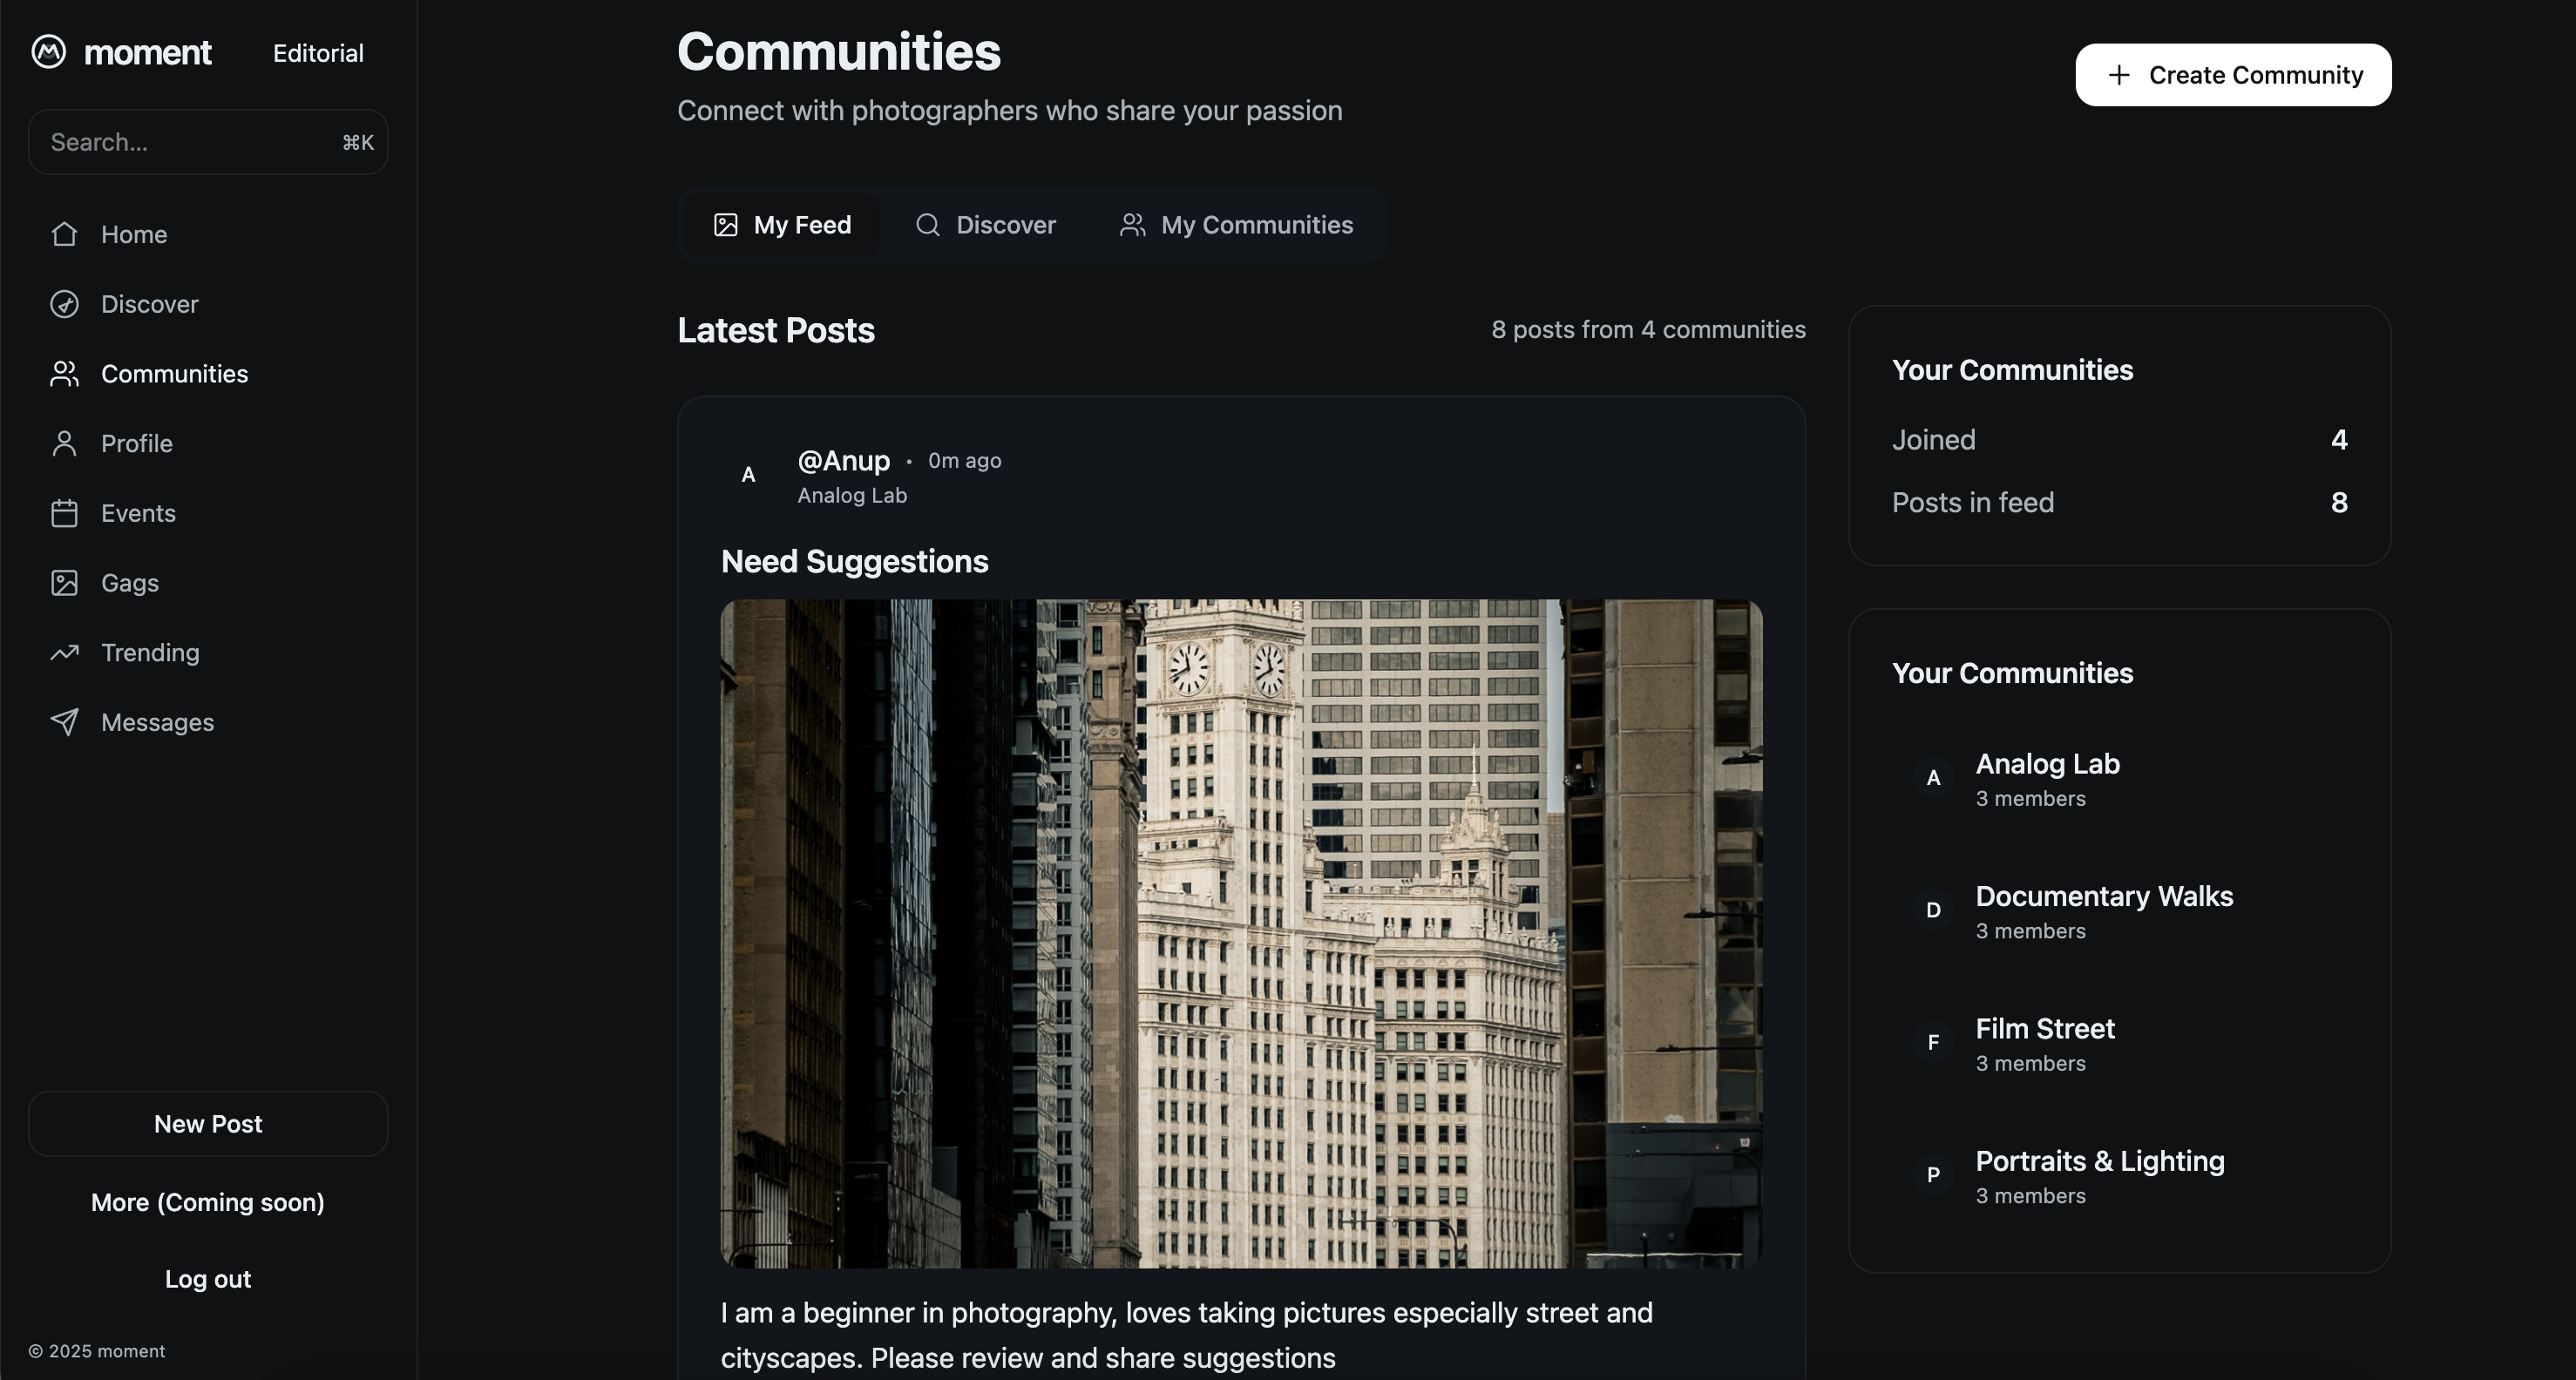 moment
Editorial
Search...
⌘K
Home
Discover
Communities
Profile
Events
Gags
Trending
Messages
New Post
More (Coming soon)
Log out
© 2025 moment
Communities
Connect with photographers who share your passion
+ Create Community
My Feed
Discover
My Communities
Latest Posts
8 posts from 4 communities
A
@Anup • 0m ago
Analog Lab
Need Suggestions
I am a beginner in photography, loves taking pictures especially street and
cityscapes. Please review and share suggestions
Your Communities
Joined 4
Posts in feed 8
Your Communities
A
Analog Lab
3 members
D
Documentary Walks
3 members
F
Film Street
3 members
P
Portraits & Lighting
3 members